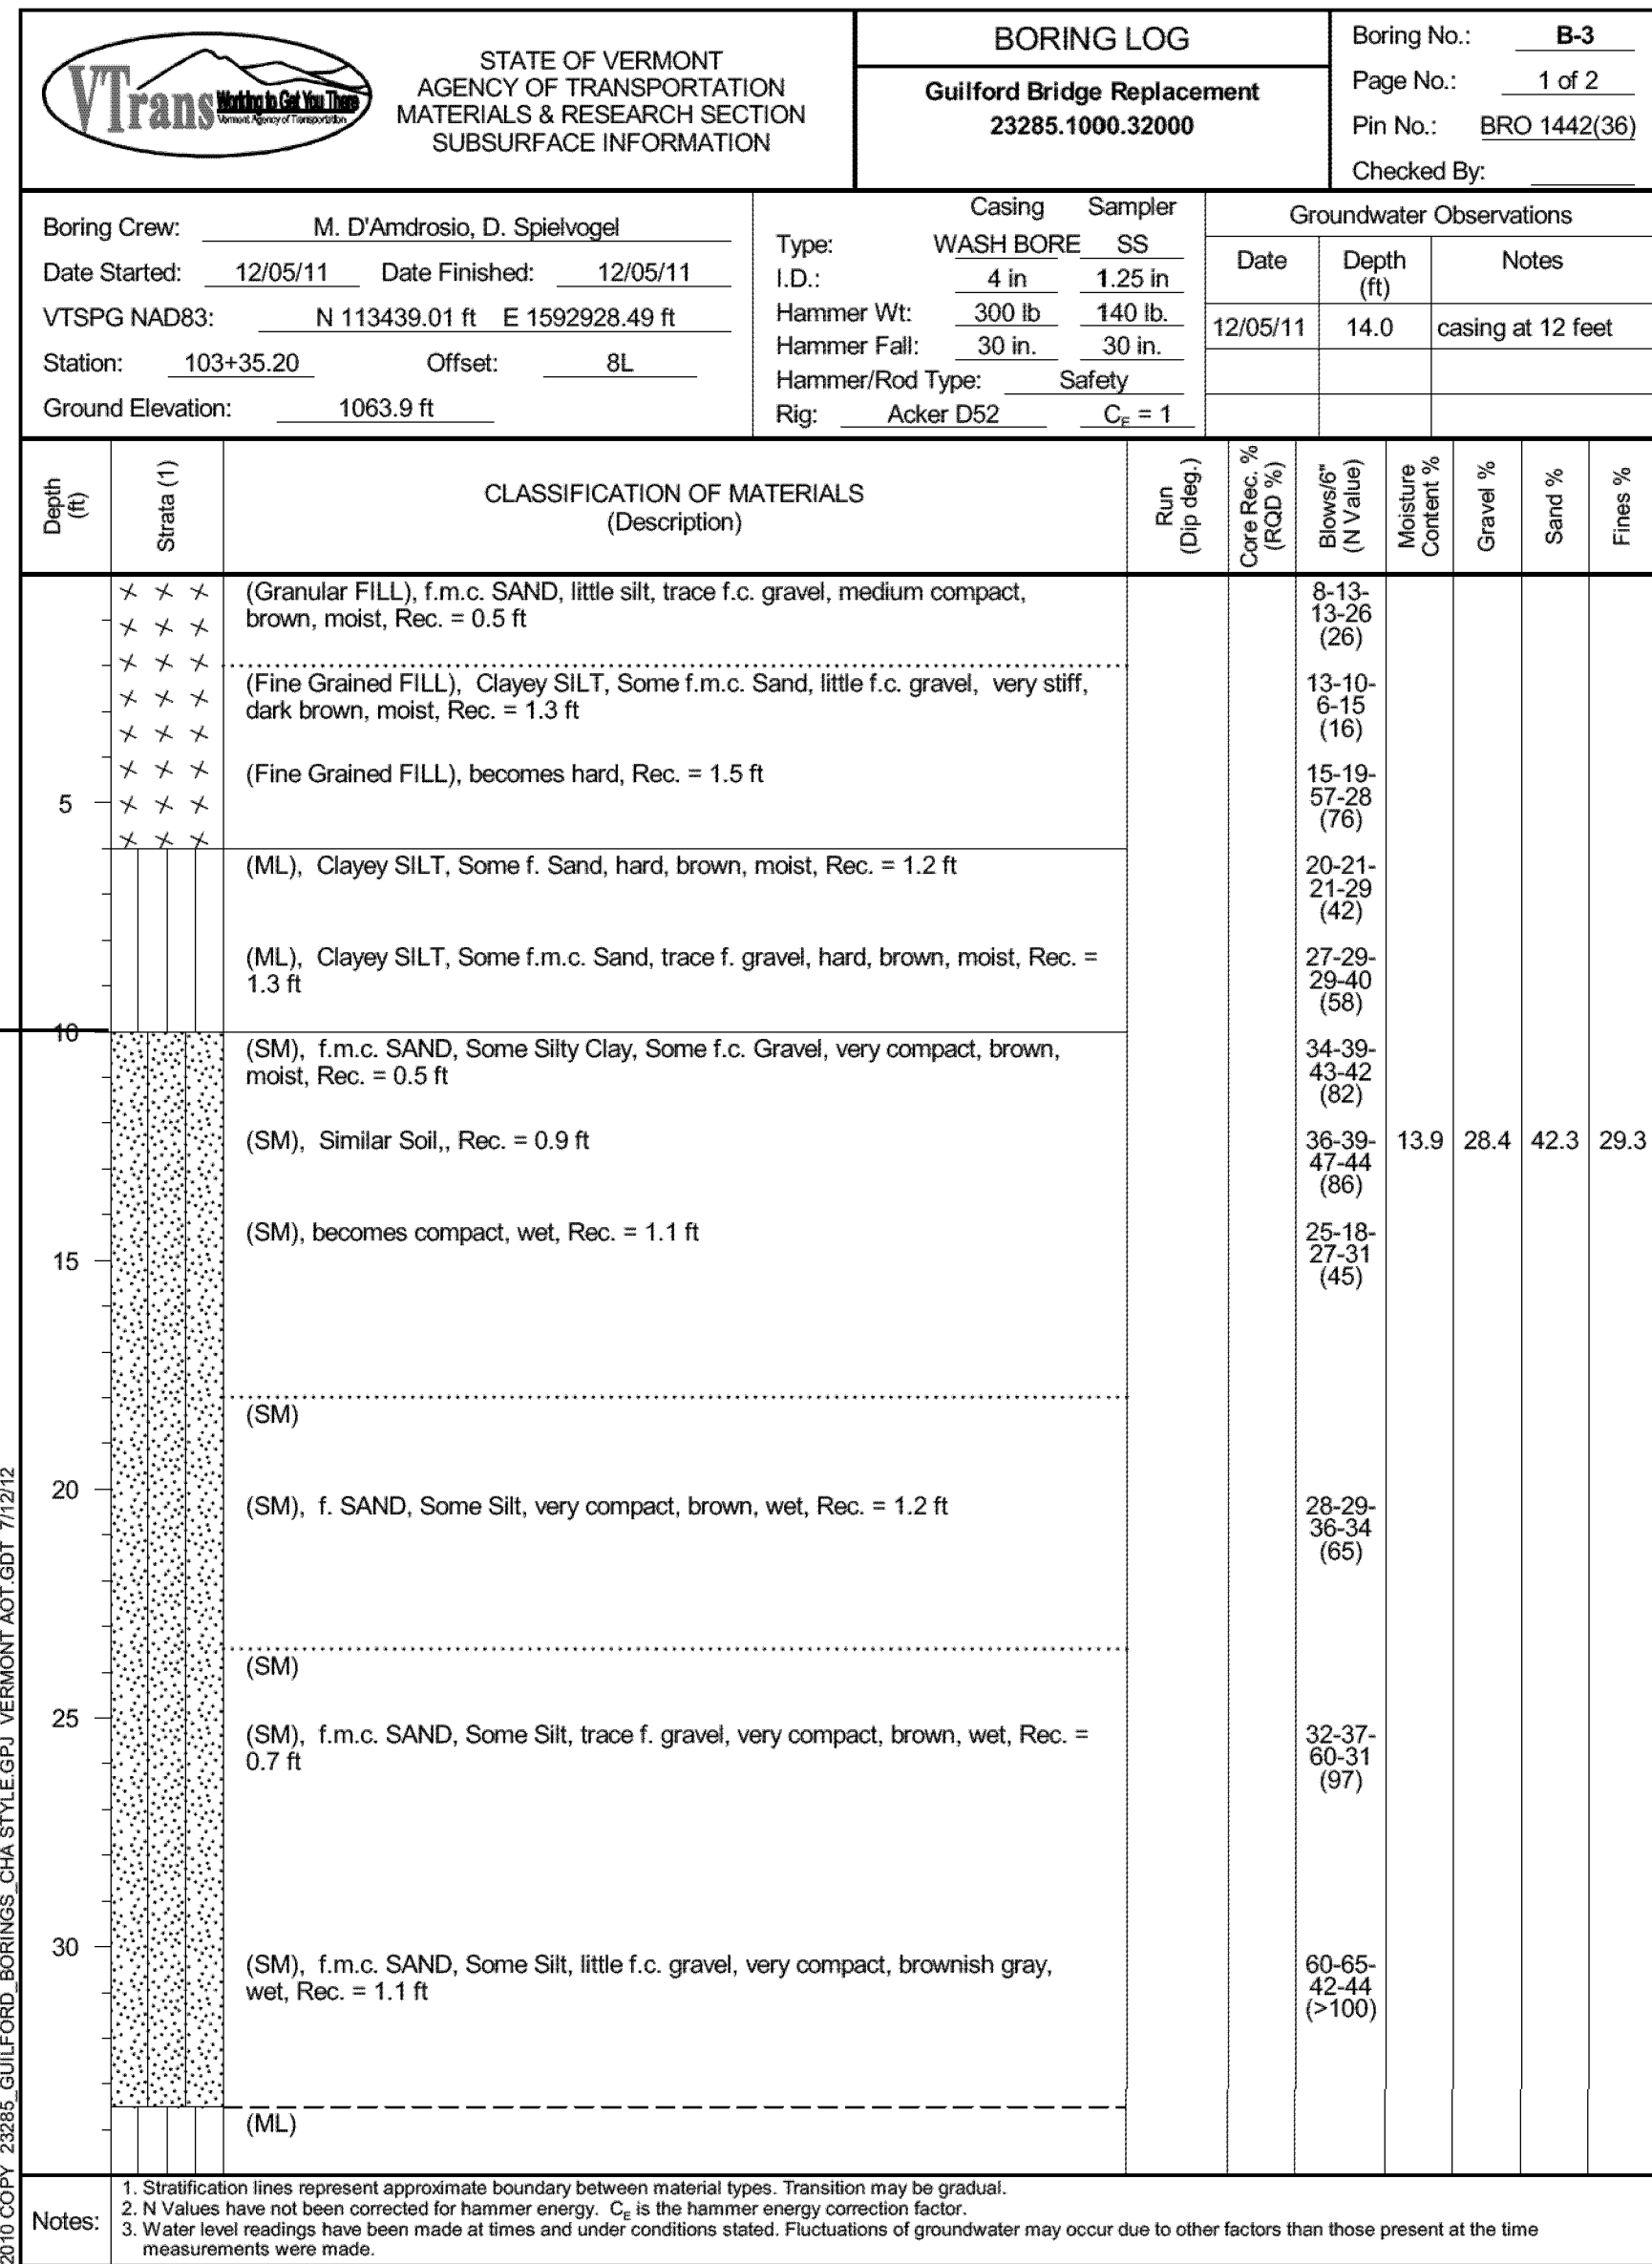 VTrans Working to Get You There
Vermont Agency of Transportation
STATE OF VERMONT
AGENCY OF TRANSPORTATION
MATERIALS & RESEARCH SECTION
SUBSURFACE INFORMATION
BORING LOG
Guilford Bridge Replacement
23285.1000.32000
Boring No.: B-3
Page No.: 1 of 2
Pin No.: BRO 1442(36)
Checked By:
Boring Crew: M. D'Amdrosio, D. Spielvogel
Date Started: 12/05/11 Date Finished: 12/05/11
VTSPG NAD83: N 113439.01 ft E 1592928.49 ft
Station: 103+35.20 Offset: 8L
Ground Elevation: 1063.9 ft
Casing Sampler
Type: WASH BORE SS
I.D.: 4 in 1.25 in
Hammer Wt: 300 lb 140 lb.
Hammer Fall: 30 in. 30 in.
Hammer/Rod Type: Safety
Rig: Acker D52 CE = 1
Groundwater Observations
Date Depth (ft) Notes
12/05/11 14.0 casing at 12 feet
Depth (ft)
Strata (1)
CLASSIFICATION OF MATERIALS
(Description)
Run (Dip deg.)
Core Rec. % (RQD %)
Blows/6" (N Value)
Moisture Content %
Gravel %
Sand %
Fines %
(Granular FILL), f.m.c. SAND, little silt, trace f.c. gravel, medium compact, 8-13-
brown, moist, Rec. = 0.5 ft 13-26
(26)
(Fine Grained FILL), Clayey SILT, Some f.m.c. Sand, little f.c. gravel, very stiff, 13-10-
dark brown, moist, Rec. = 1.3 ft 6-15
(16)
(Fine Grained FILL), becomes hard, Rec. = 1.5 ft 15-19-
5 57-28
(76)
(ML), Clayey SILT, Some f. Sand, hard, brown, moist, Rec. = 1.2 ft 20-21-
21-29
(42)
(ML), Clayey SILT, Some f.m.c. Sand, trace f. gravel, hard, brown, moist, Rec. = 27-29-
1.3 ft 29-40
(58)
10
(SM), f.m.c. SAND, Some Silty Clay, Some f.c. Gravel, very compact, brown, 34-39-
moist, Rec. = 0.5 ft 43-42
(82)
(SM), Similar Soil,, Rec. = 0.9 ft 36-39- 13.9 28.4 42.3 29.3
47-44
(86)
(SM), becomes compact, wet, Rec. = 1.1 ft 25-18-
15 27-31
(45)
(SM)
20
(SM), f. SAND, Some Silt, very compact, brown, wet, Rec. = 1.2 ft 28-29-
36-34
(65)
(SM)
25
(SM), f.m.c. SAND, Some Silt, trace f. gravel, very compact, brown, wet, Rec. = 32-37-
0.7 ft 60-31
(97)
30
(SM), f.m.c. SAND, Some Silt, little f.c. gravel, very compact, brownish gray, 60-65-
wet, Rec. = 1.1 ft 42-44
(>100)
(ML)
Notes:
1. Stratification lines represent approximate boundary between material types. Transition may be gradual.
2. N Values have not been corrected for hammer energy. CE is the hammer energy correction factor.
3. Water level readings have been made at times and under conditions stated. Fluctuations of groundwater may occur due to other factors than those present at the time
measurements were made.
2010 COPY 23285_GUILFORD_BORINGS_CHA STYLE.GPJ VERMONT AOT.GDT 7/12/12